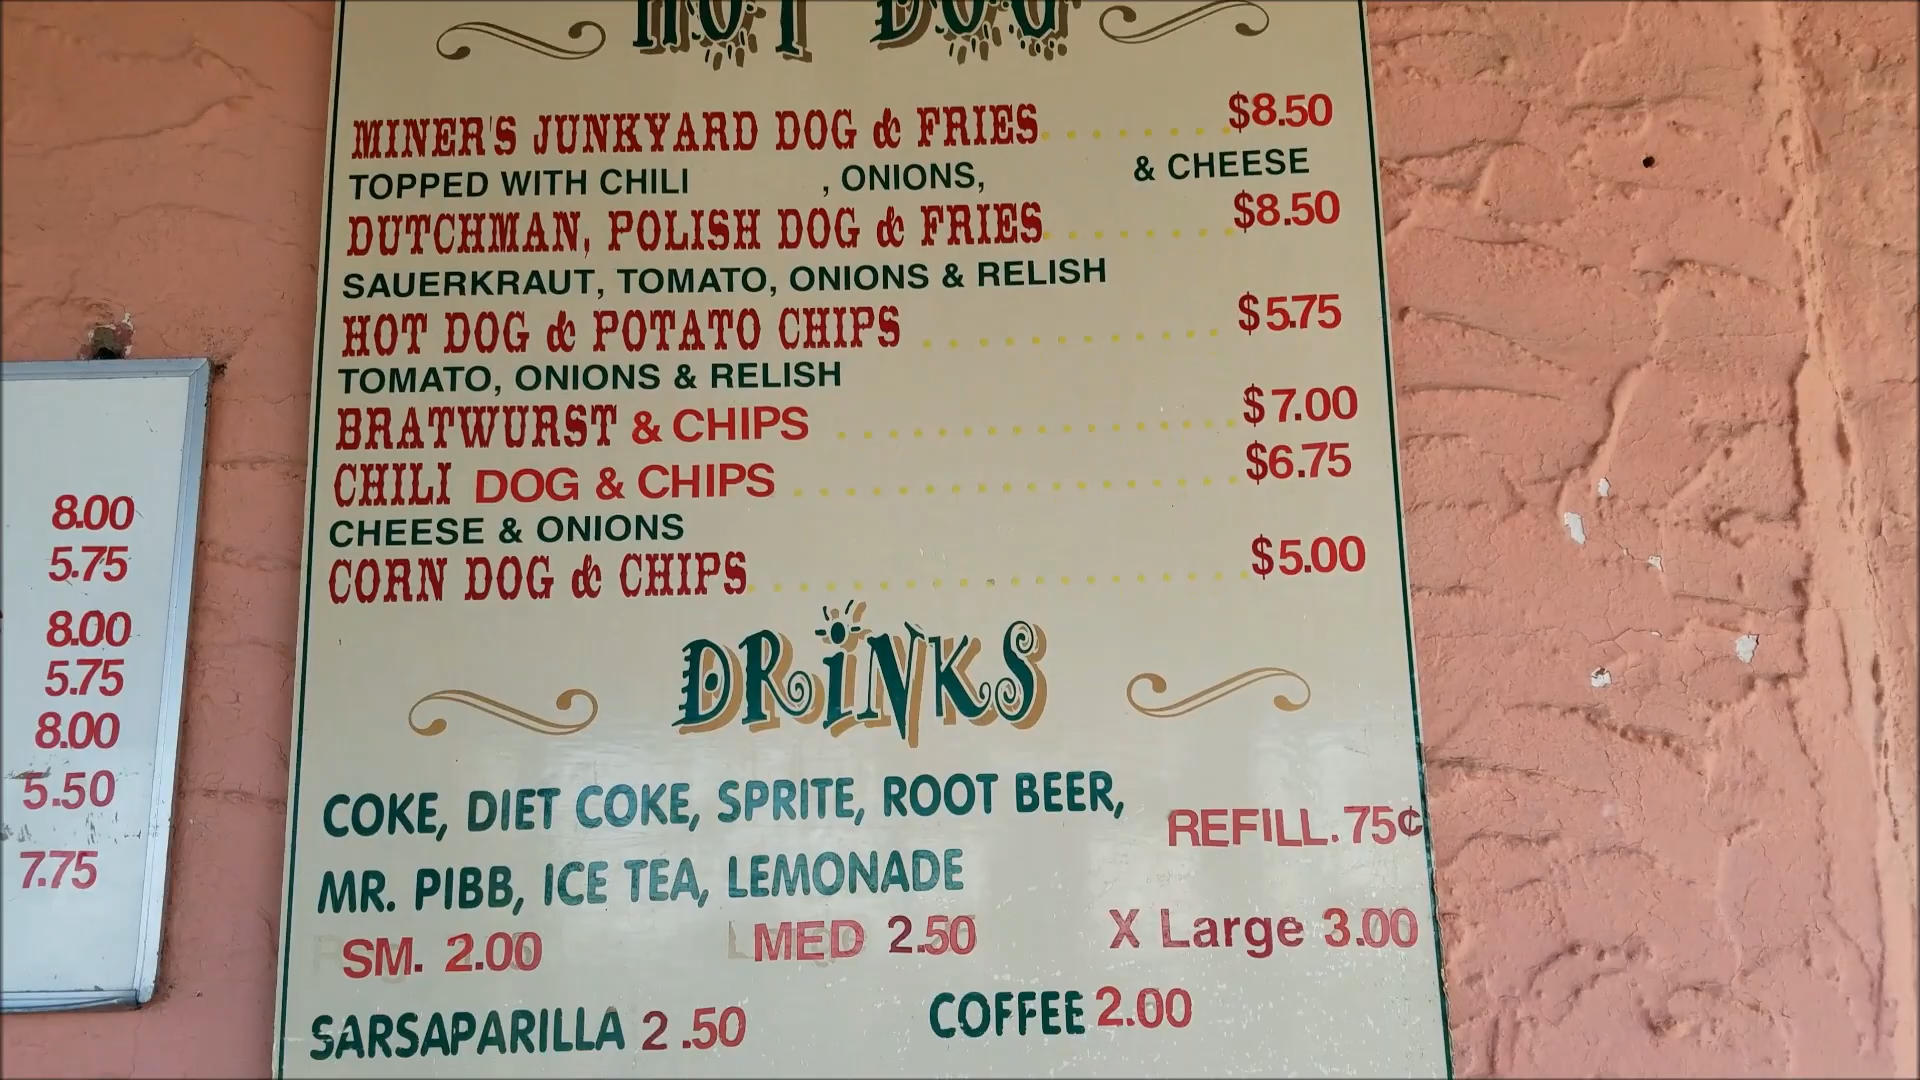 HOT DOG
MINER'S JUNKYARD DOG & FRIES ........ $8.50
TOPPED WITH CHILI , ONIONS, & CHEESE
DUTCHMAN, POLISH DOG & FRIES ........ $8.50
SAUERKRAUT, TOMATO, ONIONS & RELISH
HOT DOG & POTATO CHIPS ............ $5.75
TOMATO, ONIONS & RELISH
BRATWURST & CHIPS ................ $7.00
CHILI DOG & CHIPS ................. $6.75
CHEESE & ONIONS
CORN DOG & CHIPS ................... $5.00
DRINKS
COKE, DIET COKE, SPRITE, ROOT BEER,
REFILL .75¢
MR. PIBB, ICE TEA, LEMONADE
SM. 2.00 MED 2.50 X Large 3.00
SARSAPARILLA 2.50 COFFEE 2.00
8.00
5.75
8.00
5.75
8.00
5.50
7.75